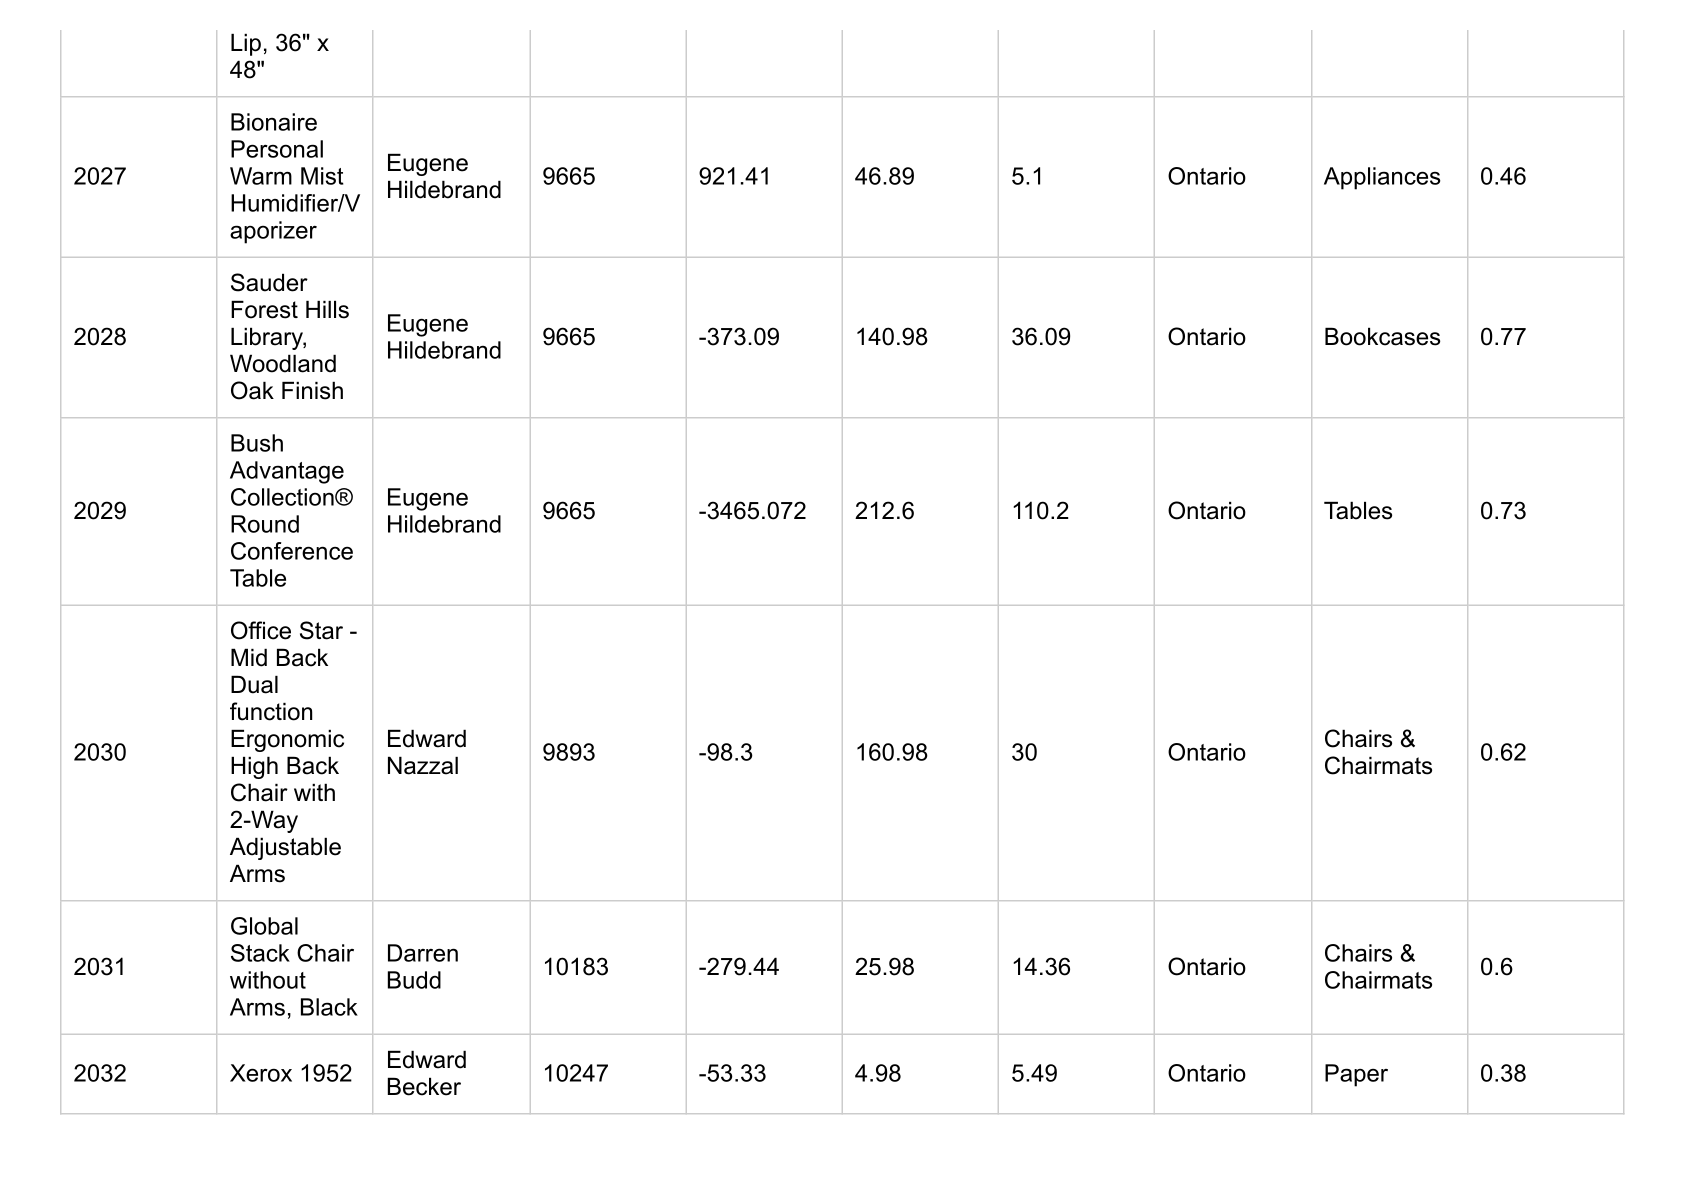 Lip, 36" x
48"
2027
Bionaire
Personal
Warm Mist
Humidifier/V
aporizer
Eugene
Hildebrand
9665
921.41
46.89
5.1
Ontario
Appliances
0.46
2028
Sauder
Forest Hills
Library,
Woodland
Oak Finish
Eugene
Hildebrand
9665
-373.09
140.98
36.09
Ontario
Bookcases
0.77
2029
Bush
Advantage
Collection®
Round
Conference
Table
Eugene
Hildebrand
9665
-3465.072
212.6
110.2
Ontario
Tables
0.73
2030
Office Star -
Mid Back
Dual
function
Ergonomic
High Back
Chair with
2-Way
Adjustable
Arms
Edward
Nazzal
9893
-98.3
160.98
30
Ontario
Chairs &
Chairmats
0.62
2031
Global
Stack Chair
without
Arms, Black
Darren
Budd
10183
-279.44
25.98
14.36
Ontario
Chairs &
Chairmats
0.6
2032
Xerox 1952
Edward
Becker
10247
-53.33
4.98
5.49
Ontario
Paper
0.38